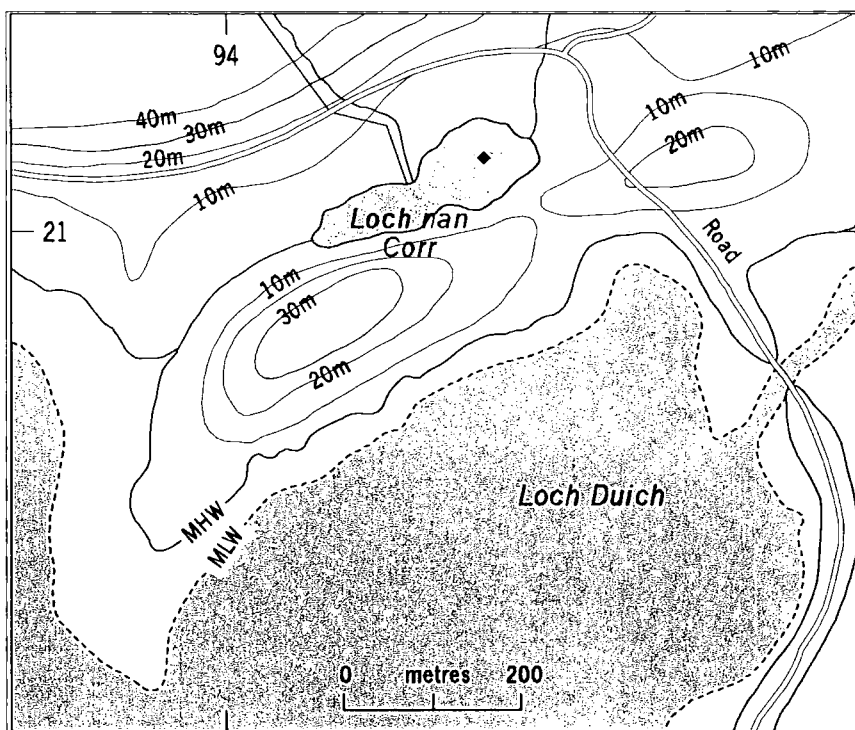 94
10m
40m
30m
20m
10m
10m
20m
21
Loch nan
Corr
Road
10m
30m
20m
Loch Duich
MHW
MLW
0 metres 200